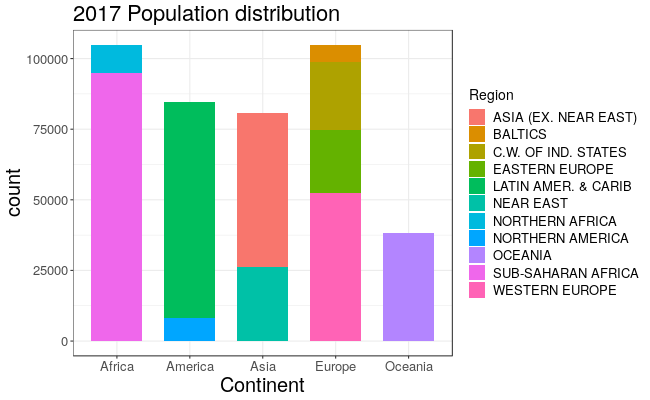 2017 Population distribution
count
100000
75000
50000
25000
0
Africa
America
Asia
Europe
Oceania
Continent
Region
ASIA (EX. NEAR EAST)
BALTICS
C.W. OF IND. STATES
EASTERN EUROPE
LATIN AMER. & CARIB
NEAR EAST
NORTHERN AFRICA
NORTHERN AMERICA
OCEANIA
SUB-SAHARAN AFRICA
WESTERN EUROPE